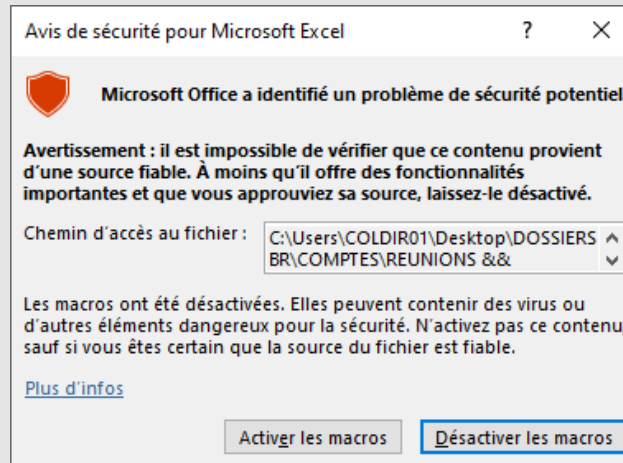 Avis de sécurité pour Microsoft Excel ? ✕
Microsoft Office a identifié un problème de sécurité potentiel
Avertissement : il est impossible de vérifier que ce contenu provient
d’une source fiable. À moins qu’il offre des fonctionnalités
importantes et que vous approuviez sa source, laissez-le désactivé.
Chemin d’accès au fichier :
C:\Users\COLDIR01\Desktop\DOSSIERS
BR\COMPTES\REUNIONS &&
Les macros ont été désactivées. Elles peuvent contenir des virus ou
d’autres éléments dangereux pour la sécurité. N’activez pas ce contenu,
sauf si vous êtes certain que la source du fichier est fiable.
Plus d’infos
Activer les macros
Désactiver les macros